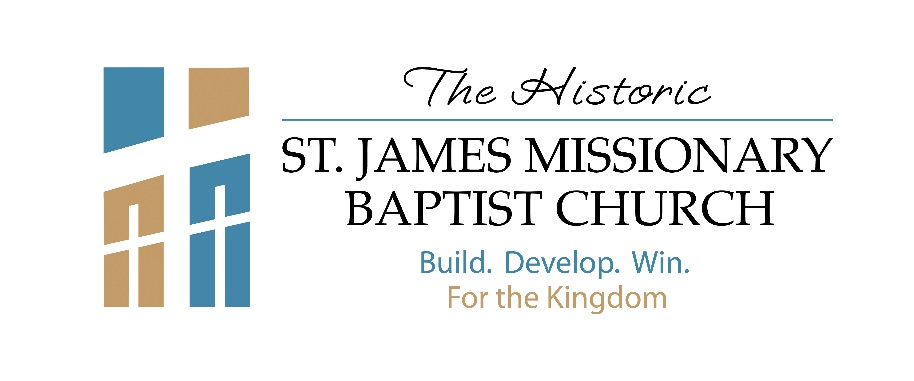 The Historic
ST. JAMES MISSIONARY
BAPTIST CHURCH
Build. Develop. Win.
For the Kingdom